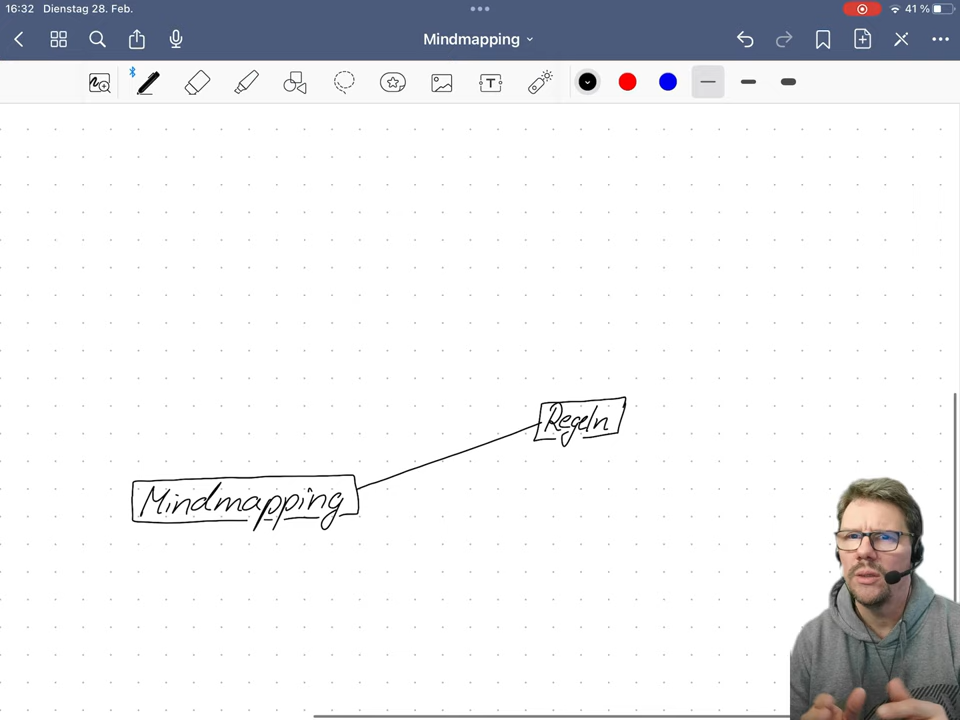 16:32 Dienstag 28. Feb.
41 %
Mindmapping
T
Regeln
Mindmapping